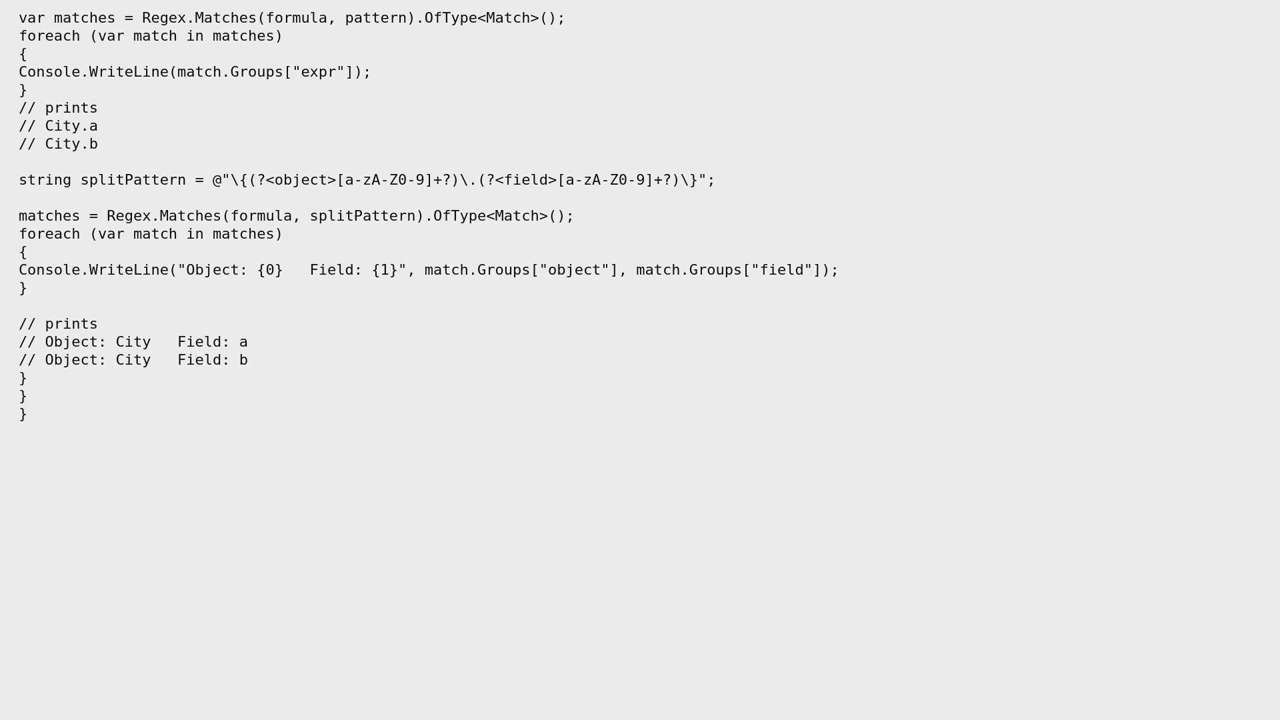 var matches = Regex.Matches(formula, pattern).OfType<Match>();
foreach (var match in matches)
{
Console.WriteLine(match.Groups["expr"]);
}
// prints
// City.a
// City.b
string splitPattern = @"\{(?<object>[a-zA-Z0-9]+?)\.(?<field>[a-zA-Z0-9]+?)\}";
matches = Regex.Matches(formula, splitPattern).OfType<Match>();
foreach (var match in matches)
{
Console.WriteLine("Object: {0}   Field: {1}", match.Groups["object"], match.Groups["field"]);
}
// prints
// Object: City   Field: a
// Object: City   Field: b
}
}
}